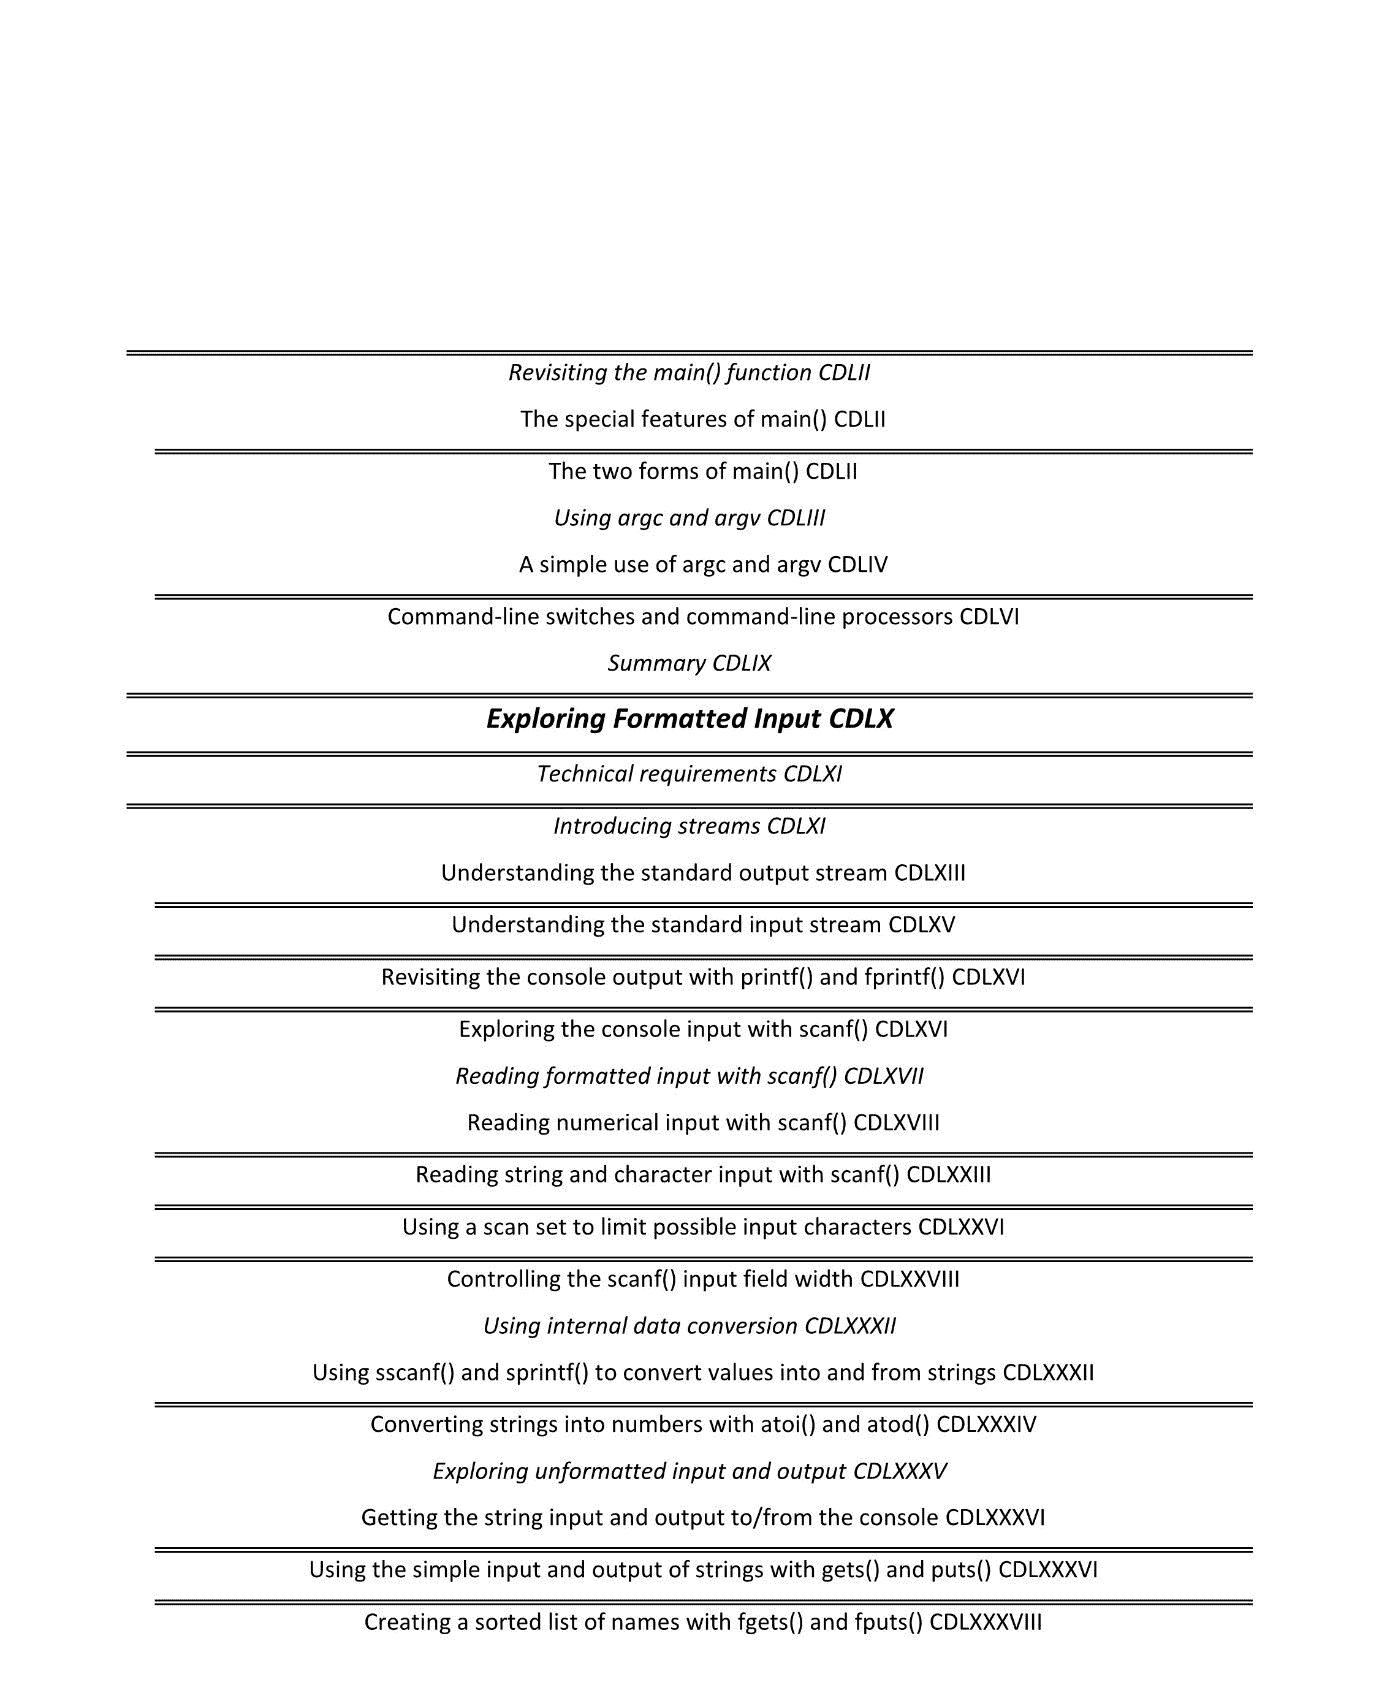 Revisiting the main() function CDLII
The special features of main() CDLII
The two forms of main() CDLII
Using argc and argv CDLIII
A simple use of argc and argv CDLIV
Command-line switches and command-line processors CDLVI
Summary CDLIX
Exploring Formatted Input CDLX
Technical requirements CDLXI
Introducing streams CDLXI
Understanding the standard output stream CDLXIII
Understanding the standard input stream CDLXV
Revisiting the console output with printf() and fprintf() CDLXVI
Exploring the console input with scanf() CDLXVI
Reading formatted input with scanf() CDLXVII
Reading numerical input with scanf() CDLXVIII
Reading string and character input with scanf() CDLXXIII
Using a scan set to limit possible input characters CDLXXVI
Controlling the scanf() input field width CDLXXVIII
Using internal data conversion CDLXXXII
Using sscanf() and sprintf() to convert values into and from strings CDLXXXII
Converting strings into numbers with atoi() and atod() CDLXXXIV
Exploring unformatted input and output CDLXXXV
Getting the string input and output to/from the console CDLXXXVI
Using the simple input and output of strings with gets() and puts() CDLXXXVI
Creating a sorted list of names with fgets() and fputs() CDLXXXVIII